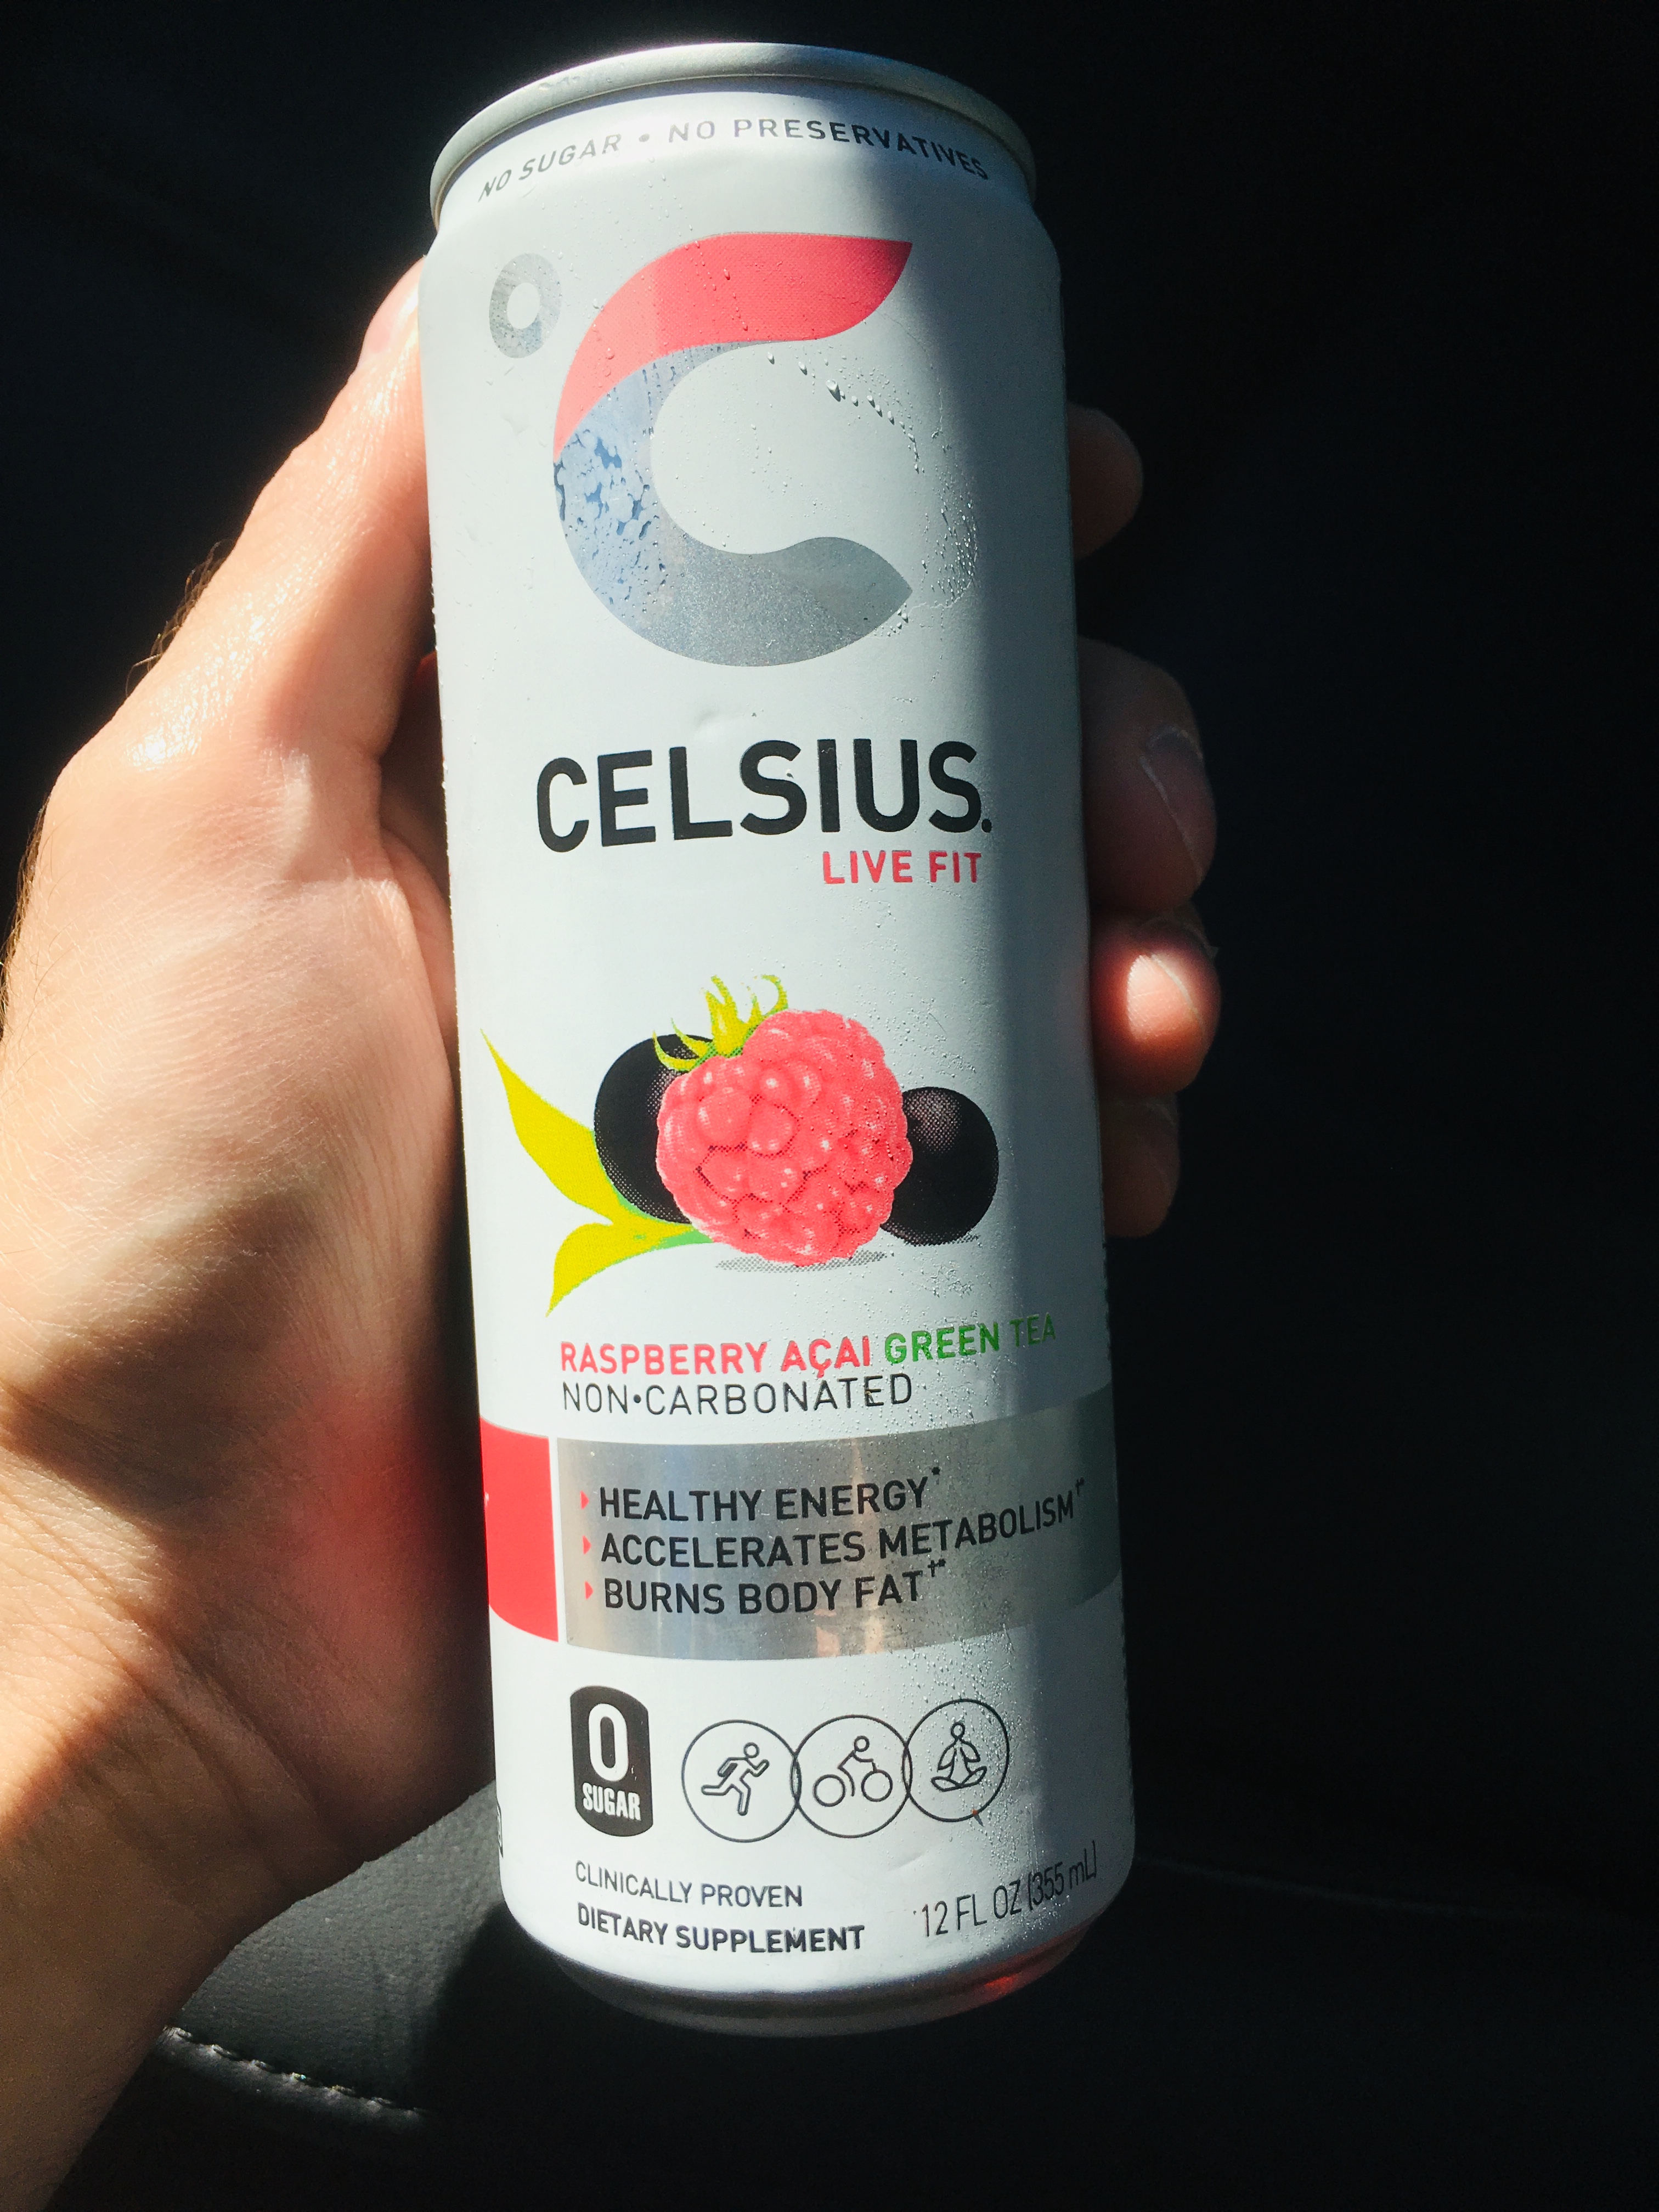 NO SUGAR • NO PRESERVATIVES
CELSIUS.
LIVE FIT
RASPBERRY AÇAI GREEN TEA
NON•CARBONATED
HEALTHY ENERGY*
ACCELERATES METABOLISM†*
BURNS BODY FAT†*
0
SUGAR
CLINICALLY PROVEN
DIETARY SUPPLEMENT
12 FL OZ (355 mL)